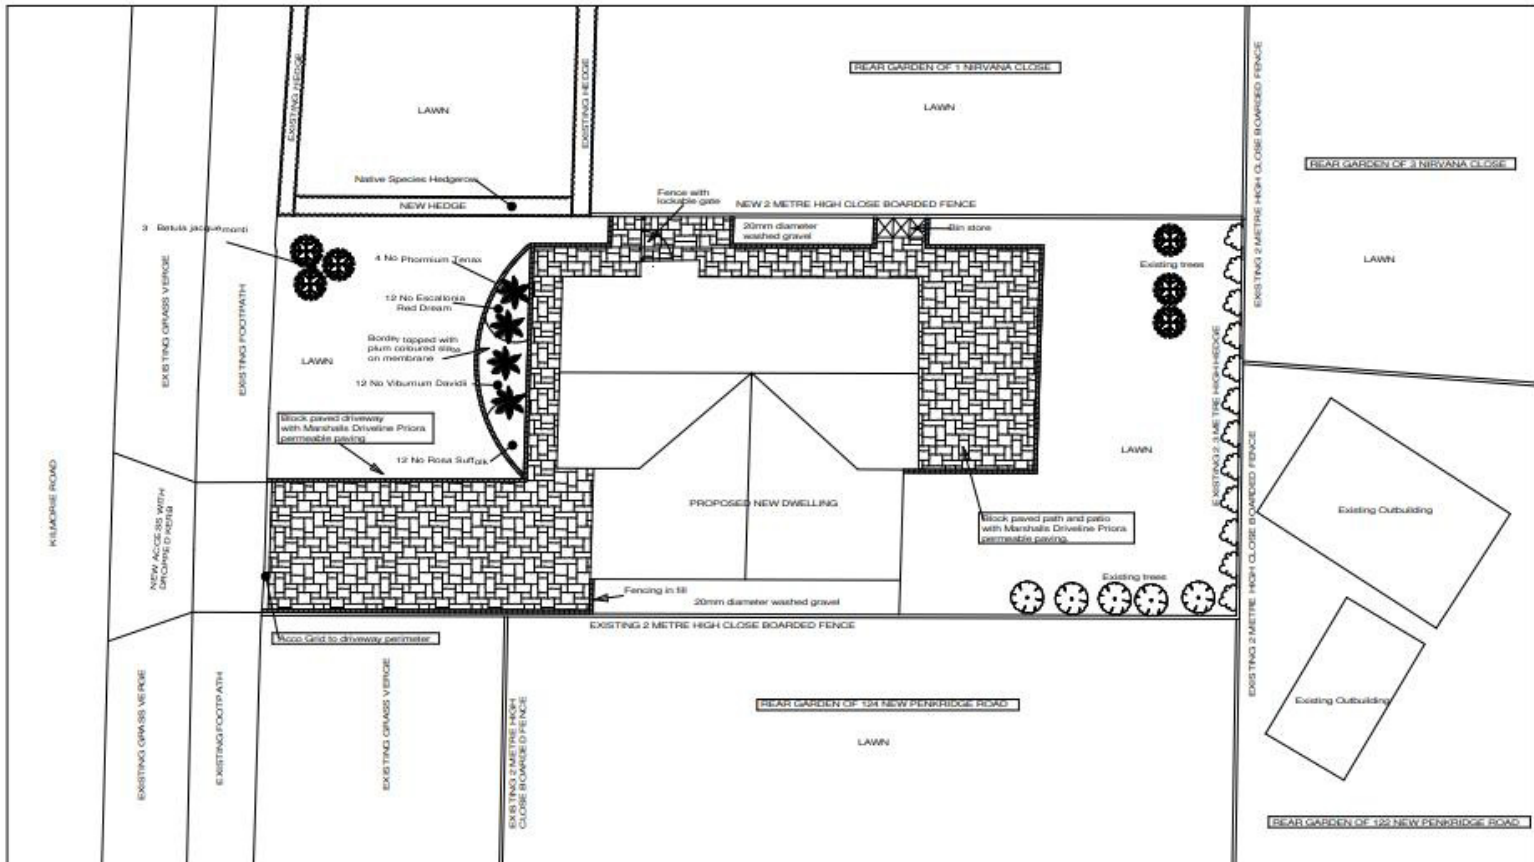 REAR GARDEN OF 1 NIRVANA CLOSE
LAWN
LAWN
EXISTING HEDGE
EXISTING HEDGE
EXISTING 2 METRE HIGH CLOSE BOARDED FENCE
REAR GARDEN OF 3 NIRVANA CLOSE
Native Species Hedgerow
NEW HEDGE
Fence with
lockable gate
NEW 2 METRE HIGH CLOSE BOARDED FENCE
3 Betula jacquemonti
20mm diameter
washed gravel
Bin store
4 No Phormium Tenax
Existing trees
LAWN
EXISTING GRASS VERGE
EXISTING FOOTPATH
12 No Escallonia
Red Dream
Border topped with
plum coloured slate
on membrane
LAWN
12 No Viburnum Davidii
EXISTING 2.3 METRE HIGH HEDGE
Block paved driveway
with Marshalls Driveline Priora
permeable paving
12 No Rosa Suffolk
LAWN
KILMORIE ROAD
NEW ACCESS WITH
DROPPED KERB
PROPOSED NEW DWELLING
Block paved path and patio
with Marshalls Driveline Priora
permeable paving.
EXISTING 2 METRE HIGH CLOSE BOARDED FENCE
Existing Outbuilding
Existing trees
Fencing in fill
20mm diameter washed gravel
EXISTING 2 METRE HIGH CLOSE BOARDED FENCE
Acco Grid to driveway perimeter
EXISTING GRASS VERGE
EXISTING FOOTPATH
EXISTING GRASS VERGE
EXISTING 2 METRE HIGH
CLOSE BOARDED FENCE
REAR GARDEN OF 124 NEW PENKRIDGE ROAD
LAWN
Existing Outbuilding
REAR GARDEN OF 122 NEW PENKRIDGE ROAD